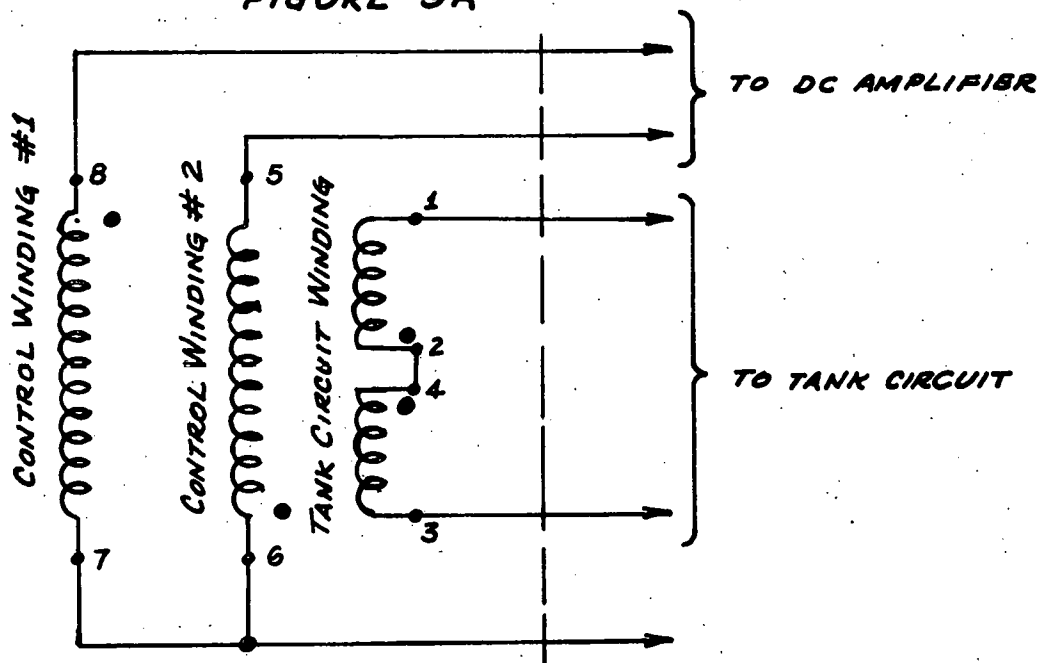 FIGURE 5A
TO DC AMPLIFIER
CONTROL WINDING #1
8
CONTROL WINDING #2
5
TANK CIRCUIT WINDING
1
2
4
TO TANK CIRCUIT
3
7
6